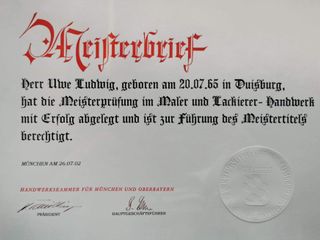 Meisterbrief
Herr Uwe Ludwig, geboren am 20.07.65 in Duisburg,
hat die Meisterprüfung im Maler und Lackierer-Handwerk
mit Erfolg abgelegt und ist zur Führung des Meistertitels
berechtigt.
MÜNCHEN AM 26.07.02
HANDWERKSKAMMER FÜR MÜNCHEN UND OBERBAYERN
PRÄSIDENT
HAUPTGESCHÄFTSFÜHRER